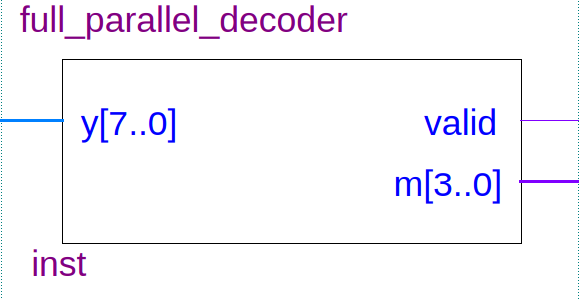 full_parallel_decoder
y[7..0]
valid
m[3..0]
inst